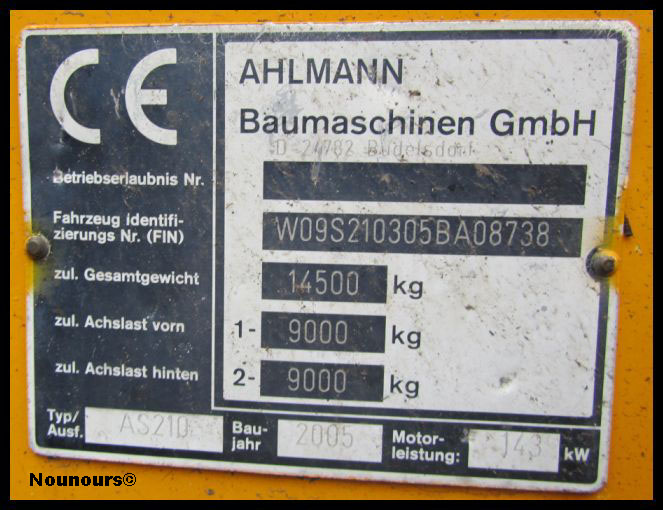 CE
AHLMANN
Baumaschinen GmbH
D-24782 Büdelsdorf
Betriebserlaubnis Nr.
Fahrzeug identifi-
zierungs Nr. (FIN) W09S210305BA08738
zul. Gesamtgewicht 14500 kg
zul. Achslast vorn 1- 9000 kg
zul. Achslast hinten 2- 9000 kg
Typ/
Ausf. AS210
Bau-
jahr 2005
Motor-
leistung: 143 kW
Nounours©